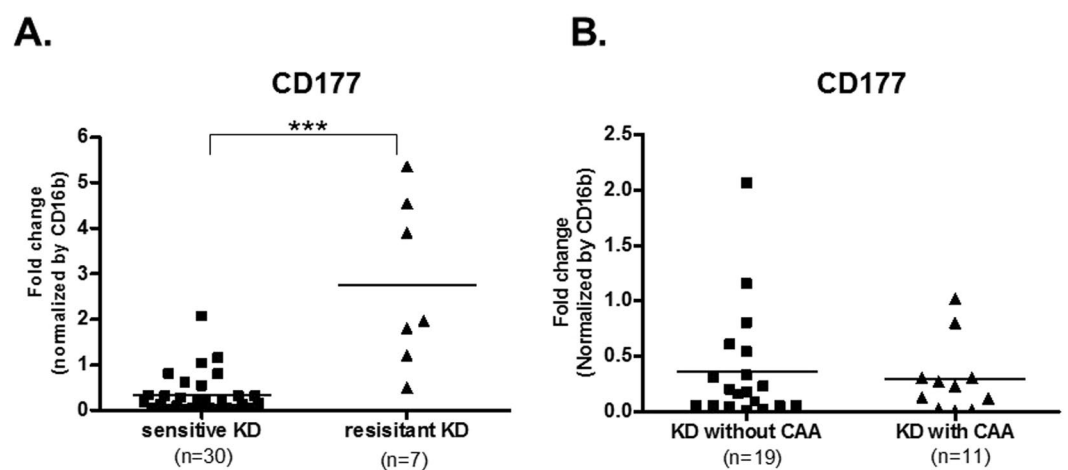 A.
CD177
***
Fold change
(normalized by CD16b)
6
5
4
3
2
1
0
sensitive KD
resisitant KD
(n=30)
(n=7)
B.
CD177
Fold change
(Normalized by CD16b)
2.5
2.0
1.5
1.0
0.5
0.0
KD without CAA
KD with CAA
(n=19)
(n=11)